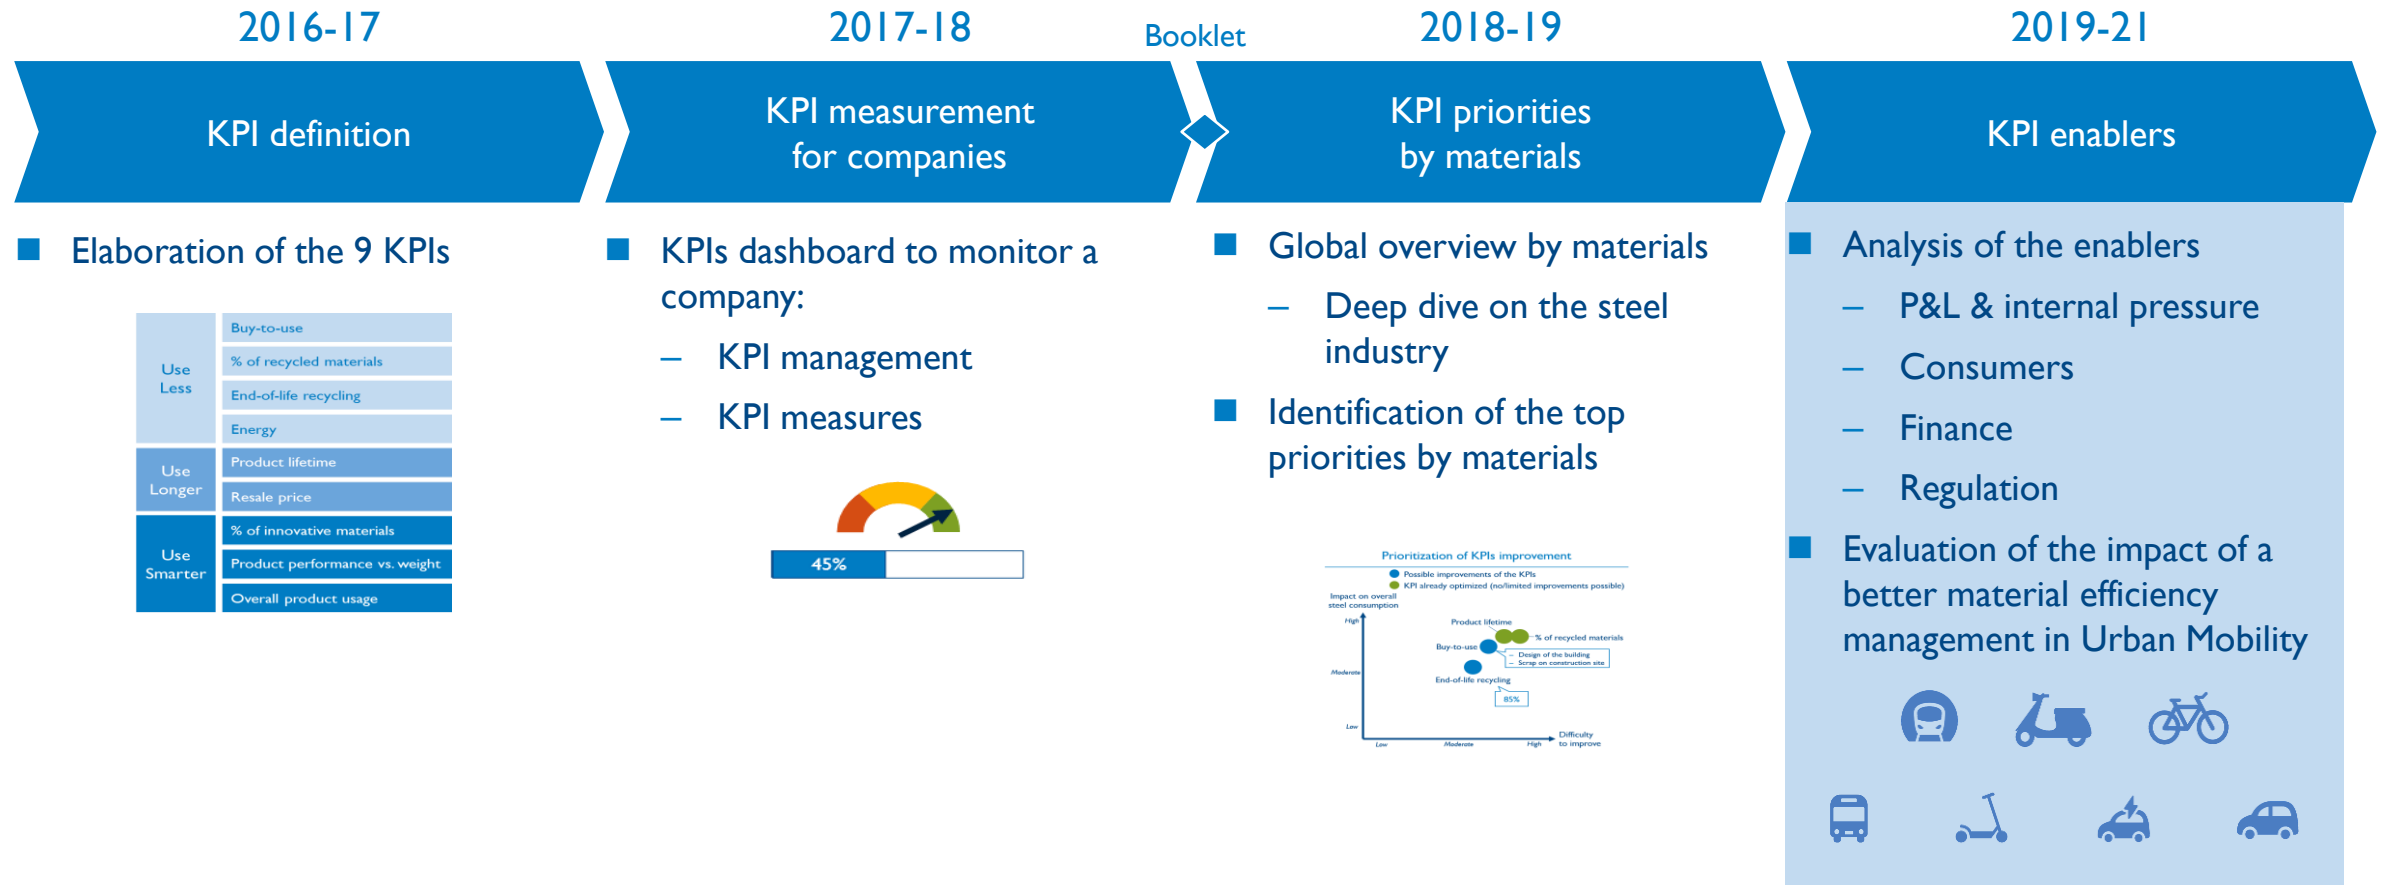 2016-17
2017-18
Booklet
2018-19
2019-21
KPI definition
KPI measurement
for companies
KPI priorities
by materials
KPI enablers
■ Elaboration of the 9 KPIs
Use
Less
Buy-to-use
% of recycled materials
End-of-life recycling
Energy
Use
Longer
Product lifetime
Resale price
Use
Smarter
% of innovative materials
Product performance vs. weight
Overall product usage
■ KPIs dashboard to monitor a
company:
– KPI management
– KPI measures
45%
■ Global overview by materials
– Deep dive on the steel
industry
■ Identification of the top
priorities by materials
Prioritization of KPIs improvement
Possible improvements of the KPIs
KPI already optimized (no/limited improvements possible)
Impact on overall
steel consumption
High
Moderate
Low
Product lifetime
% of recycled materials
Buy-to-use
– Design of the building
– Scrap on construction site
End-of-life recycling
85%
Low
Moderate
High
Difficulty
to improve
■ Analysis of the enablers
– P&L & internal pressure
– Consumers
– Finance
– Regulation
■ Evaluation of the impact of a
better material efficiency
management in Urban Mobility